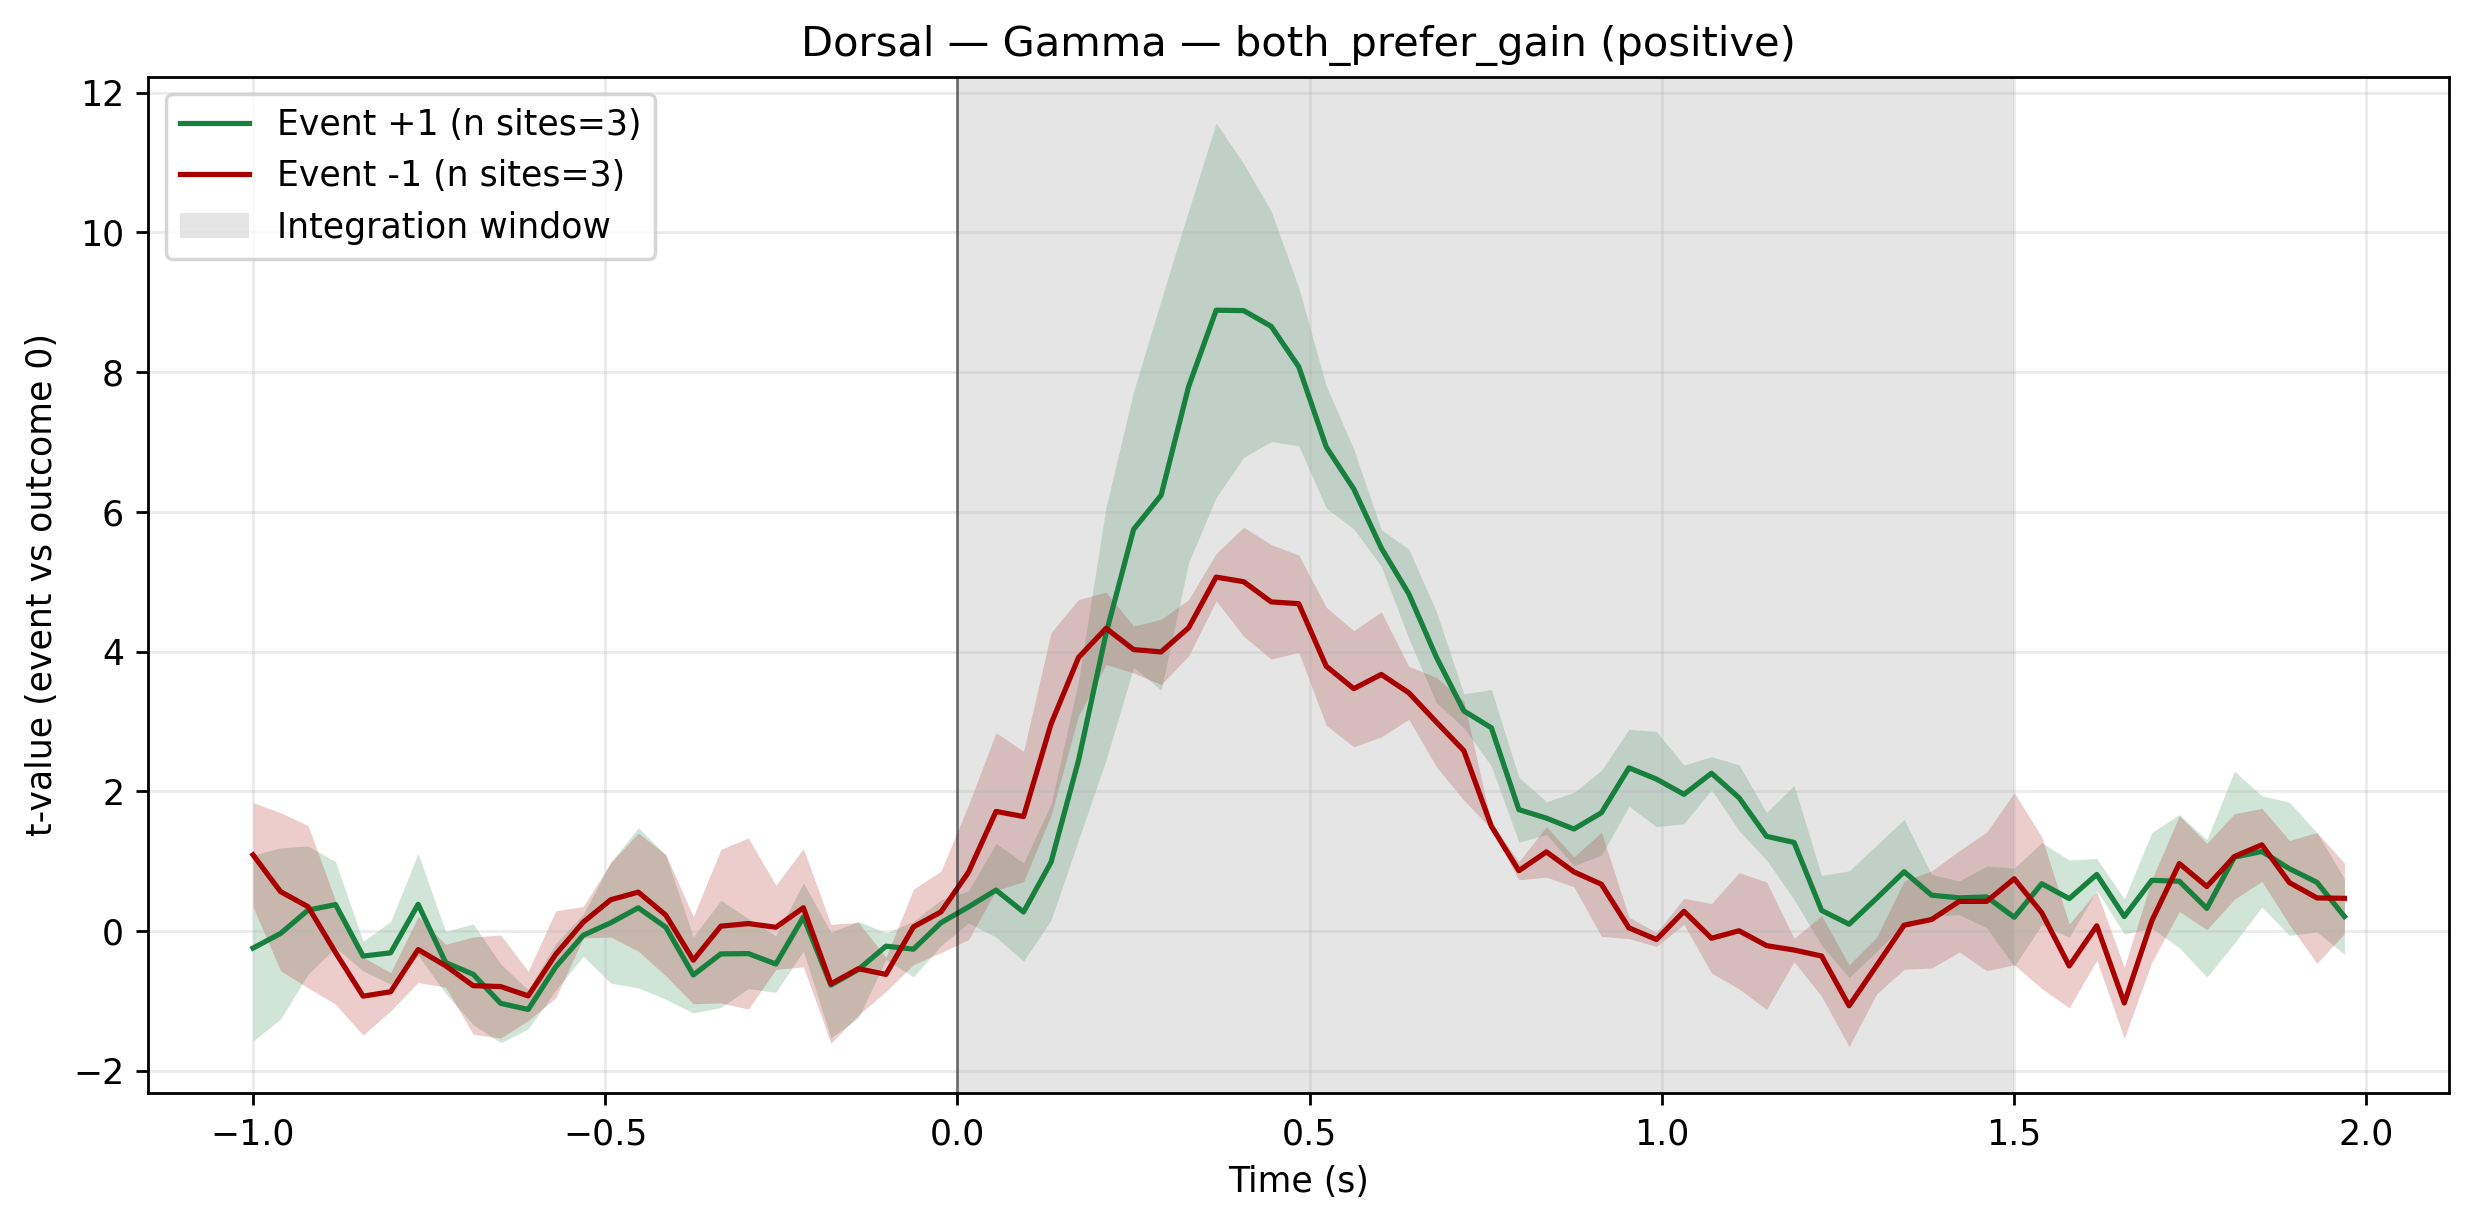 Dorsal — Gamma — both_prefer_gain (positive)
Event +1 (n sites=3)
Event -1 (n sites=3)
Integration window
t-value (event vs outcome 0)
12
10
8
6
4
2
0
−2
−1.0 −0.5 0.0 0.5 1.0 1.5 2.0
Time (s)